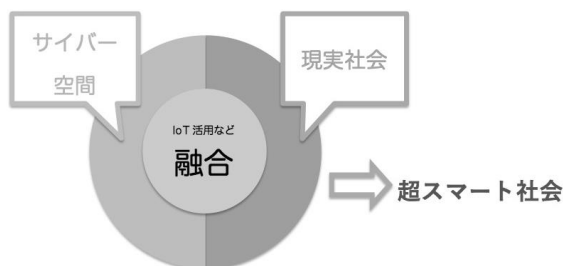 サイバー
空間
現実社会
IoT 活用など
融合
超スマート社会